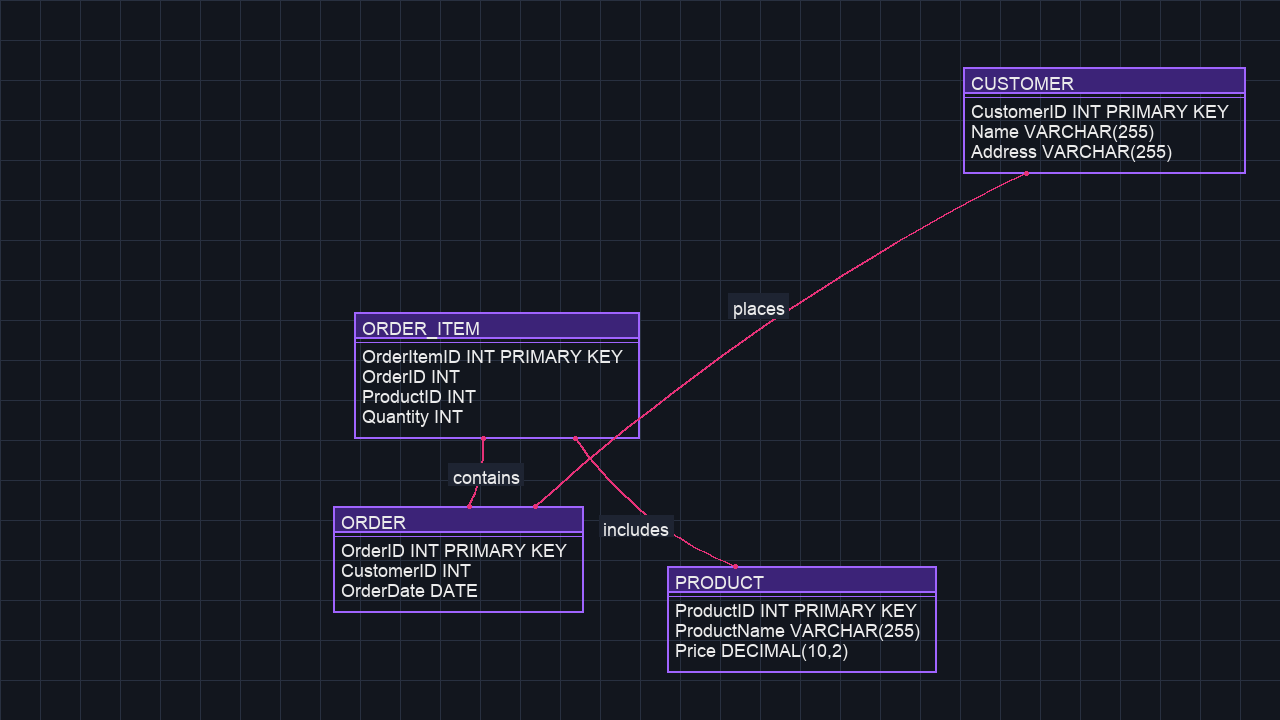 CUSTOMER
CustomerID INT PRIMARY KEY
Name VARCHAR(255)
Address VARCHAR(255)
places
ORDER_ITEM
OrderItemID INT PRIMARY KEY
OrderID INT
ProductID INT
Quantity INT
contains
ORDER
OrderID INT PRIMARY KEY
CustomerID INT
OrderDate DATE
includes
PRODUCT
ProductID INT PRIMARY KEY
ProductName VARCHAR(255)
Price DECIMAL(10,2)